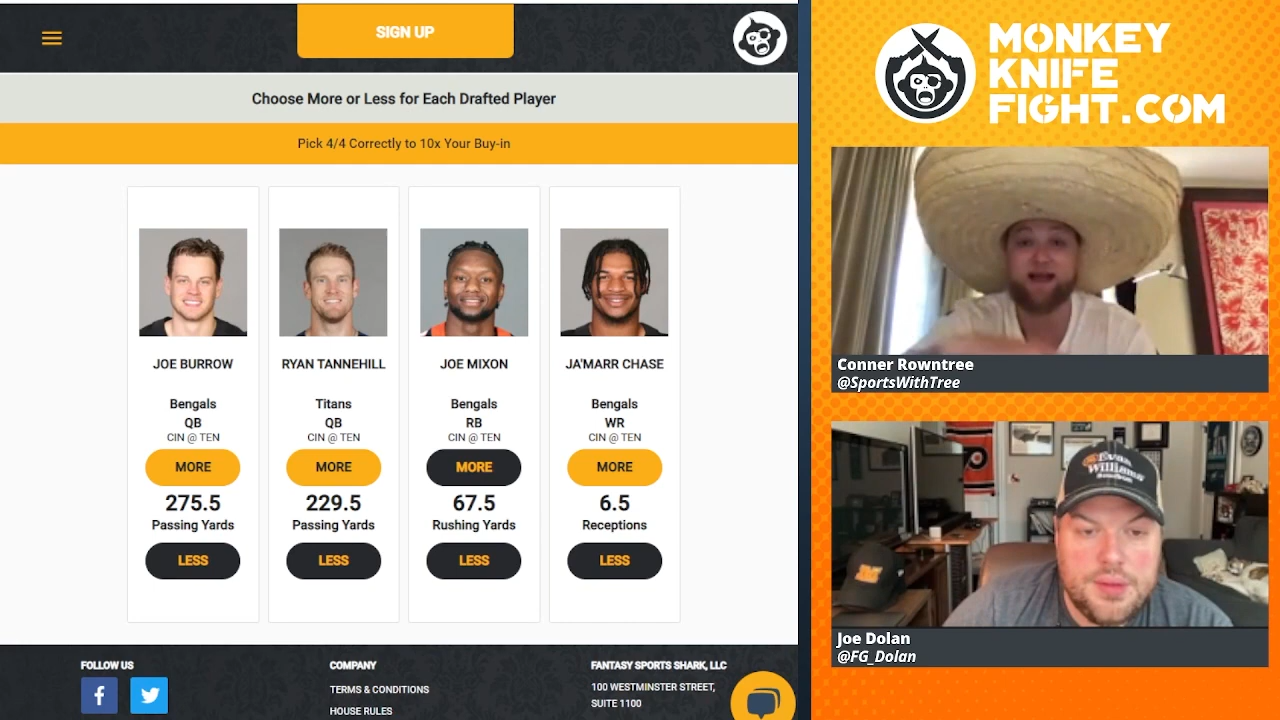 SIGN UP
Choose More or Less for Each Drafted Player
Pick 4/4 Correctly to 10x Your Buy-in
JOE BURROW
Bengals
QB
CIN @ TEN
MORE
275.5
Passing Yards
LESS
RYAN TANNEHILL
Titans
QB
CIN @ TEN
MORE
229.5
Passing Yards
LESS
JOE MIXON
Bengals
RB
CIN @ TEN
MORE
67.5
Rushing Yards
LESS
JA'MARR CHASE
Bengals
WR
CIN @ TEN
MORE
6.5
Receptions
LESS
FOLLOW US
COMPANY
TERMS & CONDITIONS
HOUSE RULES
FANTASY SPORTS SHARK, LLC
100 WESTMINSTER STREET,
SUITE 1100
MONKEY
KNIFE
FIGHT.COM
Conner Rowntree
@SportsWithTree
Evan
Williams
Joe Dolan
@FG_Dolan